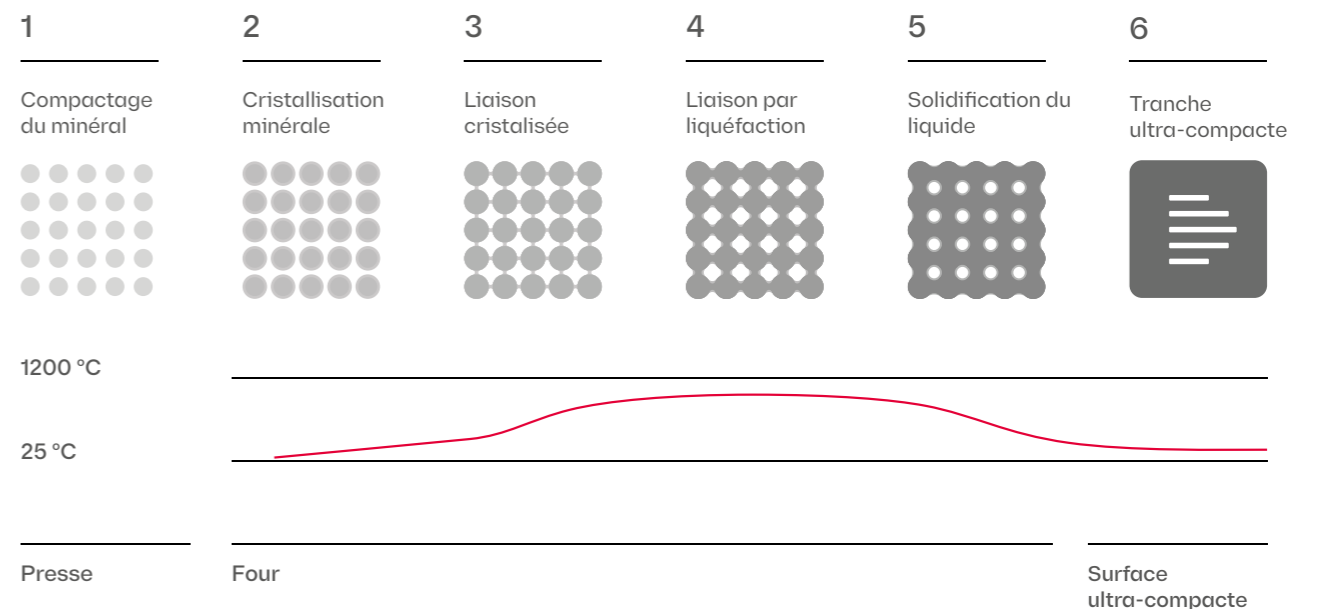 1
2
3
4
5
6
Compactage
du minéral
Cristallisation
minérale
Liaison
cristalisée
Liaison par
liquéfaction
Solidification du
liquide
Tranche
ultra-compacte
1200 °C
25 °C
Presse
Four
Surface
ultra-compacte